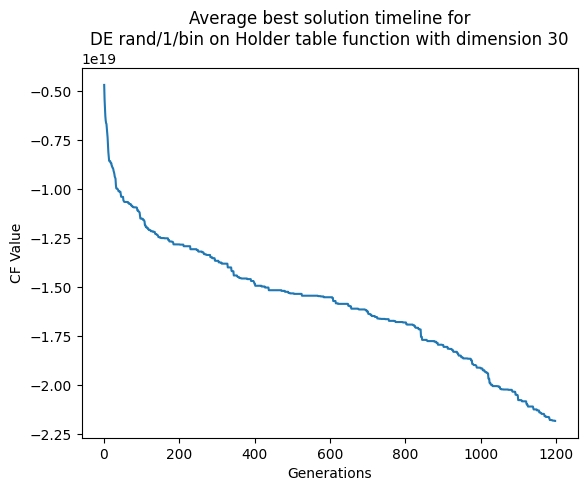 Average best solution timeline for
DE rand/1/bin on Holder table function with dimension 30
1e19
−0.50
−0.75
−1.00
−1.25
−1.50
−1.75
−2.00
−2.25
CF Value
0 200 400 600 800 1000 1200
Generations